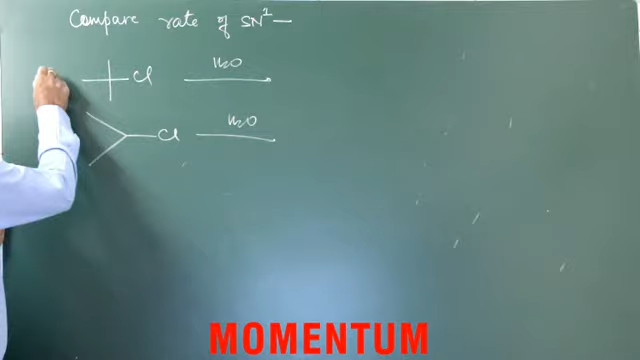 Compare rate of SN1 —
Cl H2O
Cl H2O
MOMENTUM